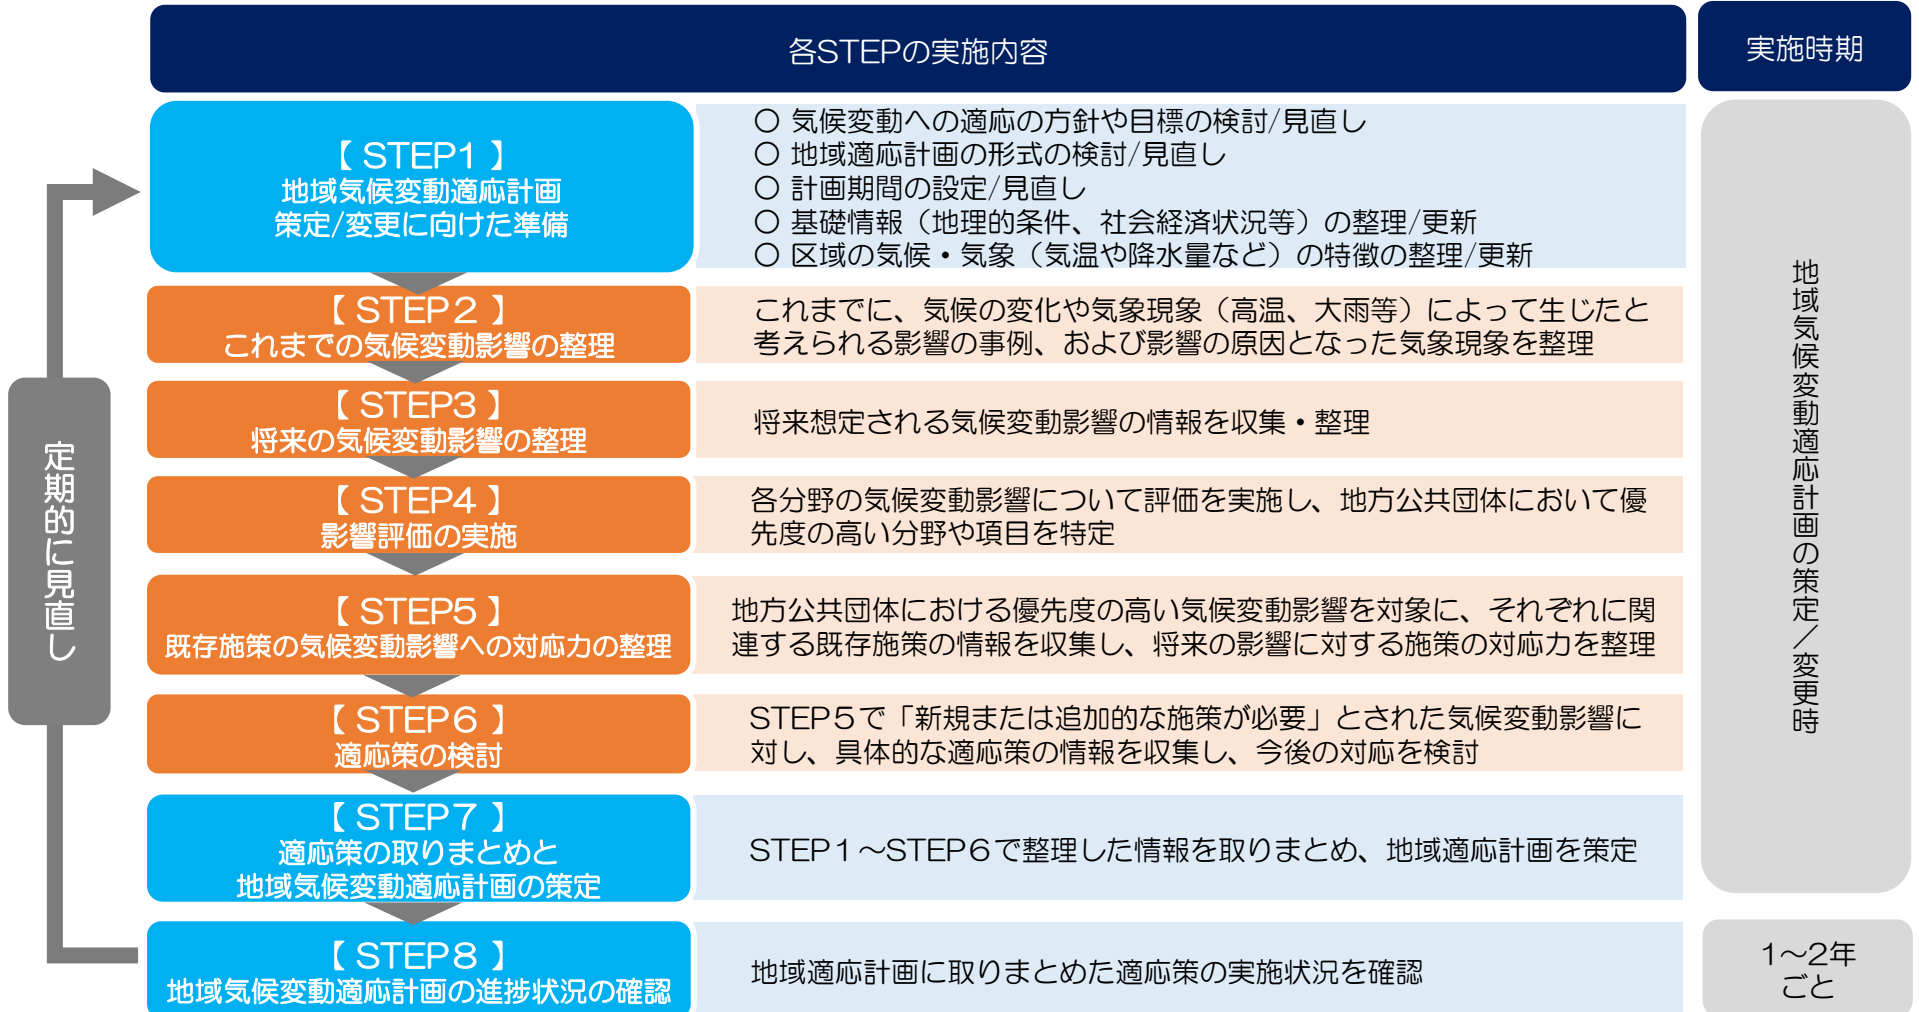 各STEPの実施内容
実施時期
【 STEP1 】
地域気候変動適応計画
策定/変更に向けた準備
○ 気候変動への適応の方針や目標の検討/見直し
○ 地域適応計画の形式の検討/見直し
○ 計画期間の設定/見直し
○ 基礎情報（地理的条件、社会経済状況等）の整理/更新
○ 区域の気候・気象（気温や降水量など）の特徴の整理/更新
【 STEP2 】
これまでの気候変動影響の整理
これまでに、気候の変化や気象現象（高温、大雨等）によって生じたと
考えられる影響の事例、および影響の原因となった気象現象を整理
【 STEP3 】
将来の気候変動影響の整理
将来想定される気候変動影響の情報を収集・整理
【 STEP4 】
影響評価の実施
各分野の気候変動影響について評価を実施し、地方公共団体において優
先度の高い分野や項目を特定
【 STEP5 】
既存施策の気候変動影響への対応力の整理
地方公共団体における優先度の高い気候変動影響を対象に、それぞれに関
連する既存施策の情報を収集し、将来の影響に対する施策の対応力を整理
【 STEP6 】
適応策の検討
STEP5で「新規または追加的な施策が必要」とされた気候変動影響に
対し、具体的な適応策の情報を収集し、今後の対応を検討
【 STEP7 】
適応策の取りまとめと
地域気候変動適応計画の策定
STEP1～STEP6で整理した情報を取りまとめ、地域適応計画を策定
【 STEP8 】
地域気候変動適応計画の進捗状況の確認
地域適応計画に取りまとめた適応策の実施状況を確認
地域気候変動適応計画の策定／変更時
1～2年
ごと
定期的に見直し